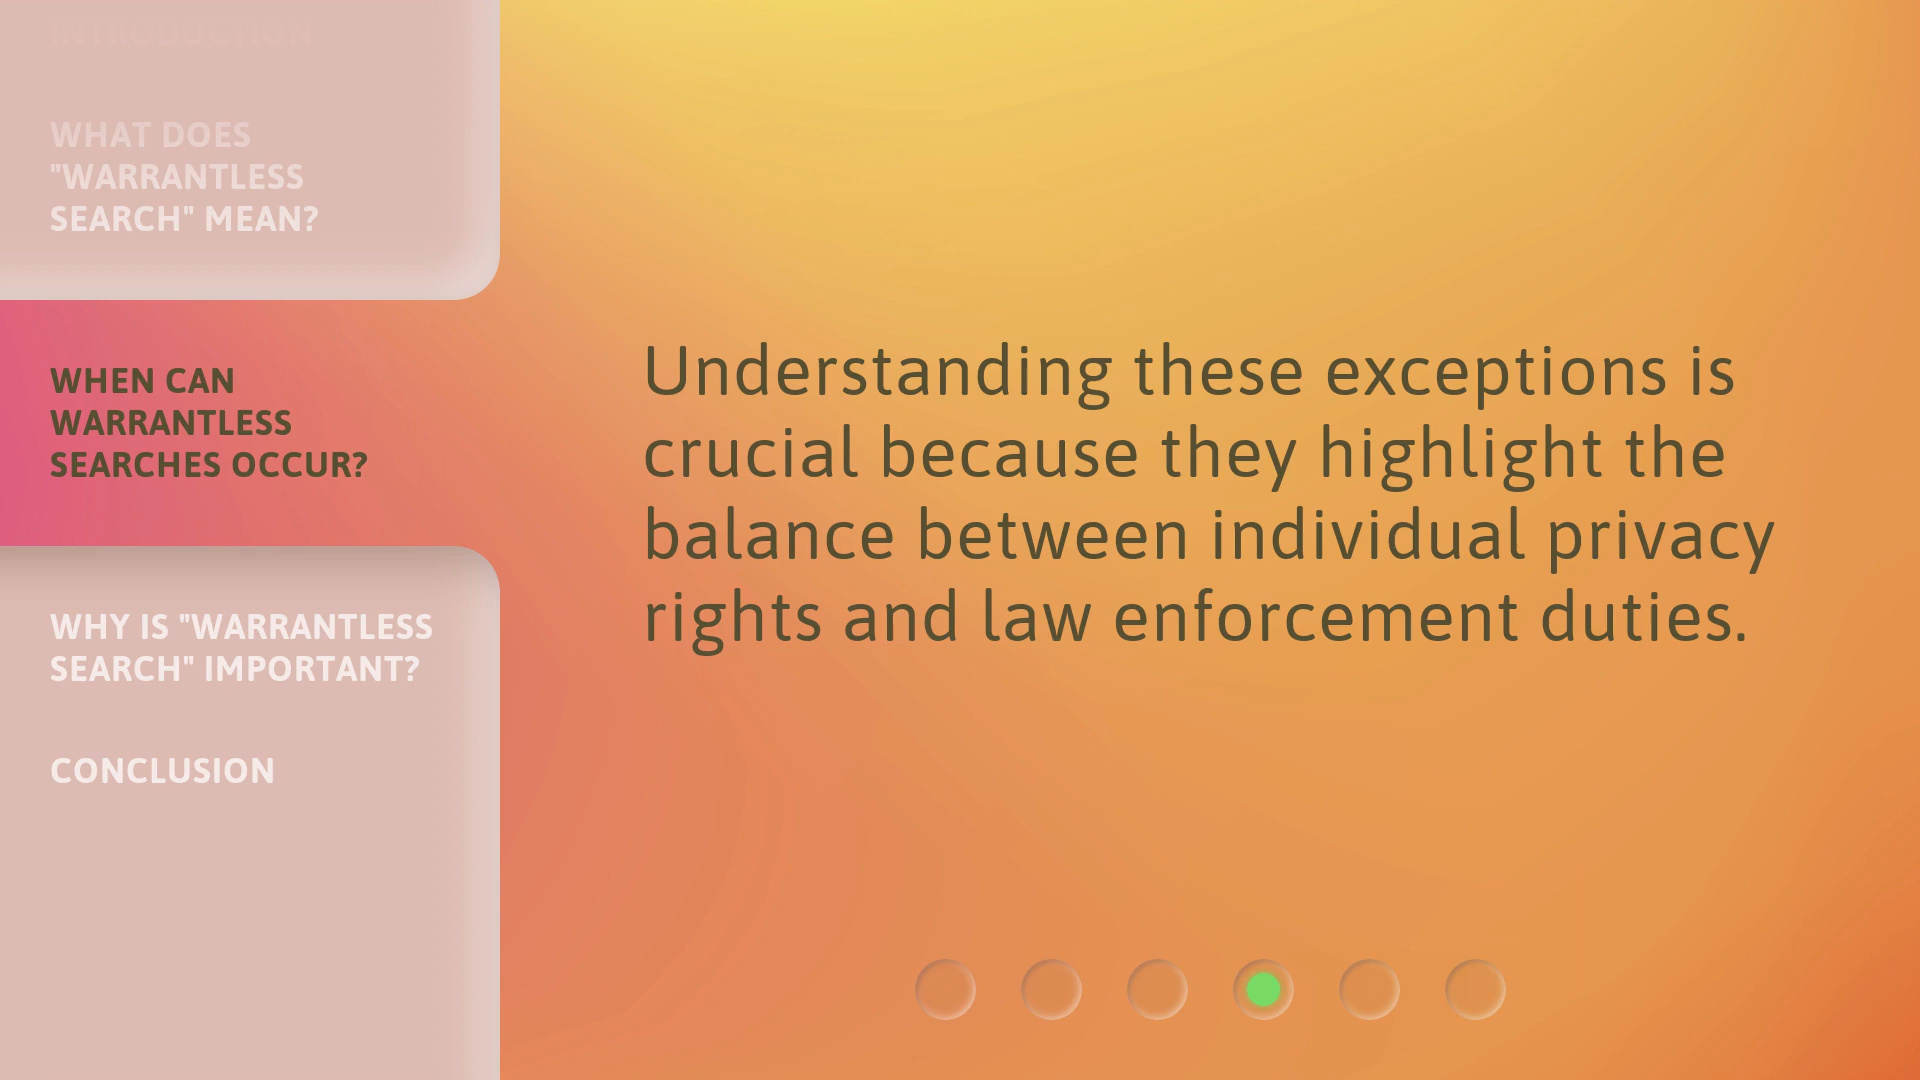 INTRODUCTION
WHAT DOES
"WARRANTLESS
SEARCH" MEAN?
WHEN CAN
WARRANTLESS
SEARCHES OCCUR?
WHY IS "WARRANTLESS
SEARCH" IMPORTANT?
CONCLUSION
Understanding these exceptions is
crucial because they highlight the
balance between individual privacy
rights and law enforcement duties.